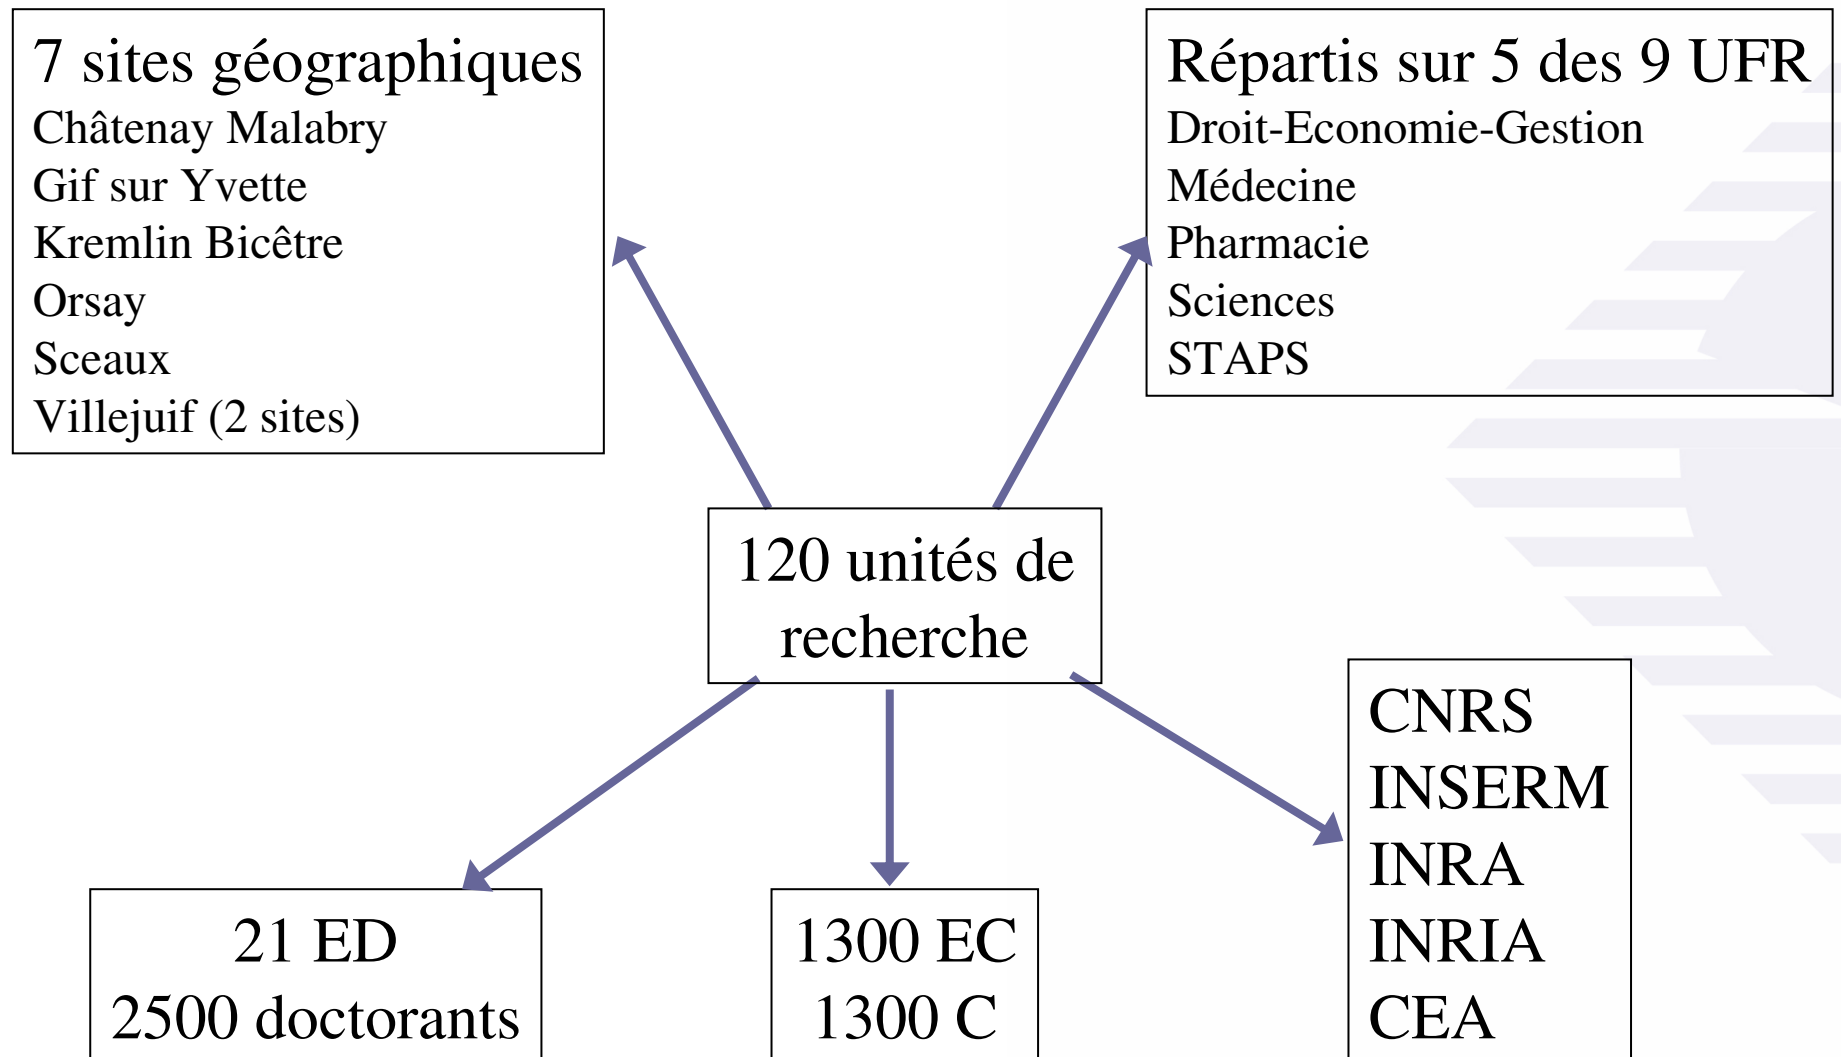 7 sites géographiques
Châtenay Malabry
Gif sur Yvette
Kremlin Bicêtre
Orsay
Sceaux
Villejuif (2 sites)
Répartis sur 5 des 9 UFR
Droit-Economie-Gestion
Médecine
Pharmacie
Sciences
STAPS
120 unités de
recherche
21 ED
2500 doctorants
1300 EC
1300 C
CNRS
INSERM
INRA
INRIA
CEA